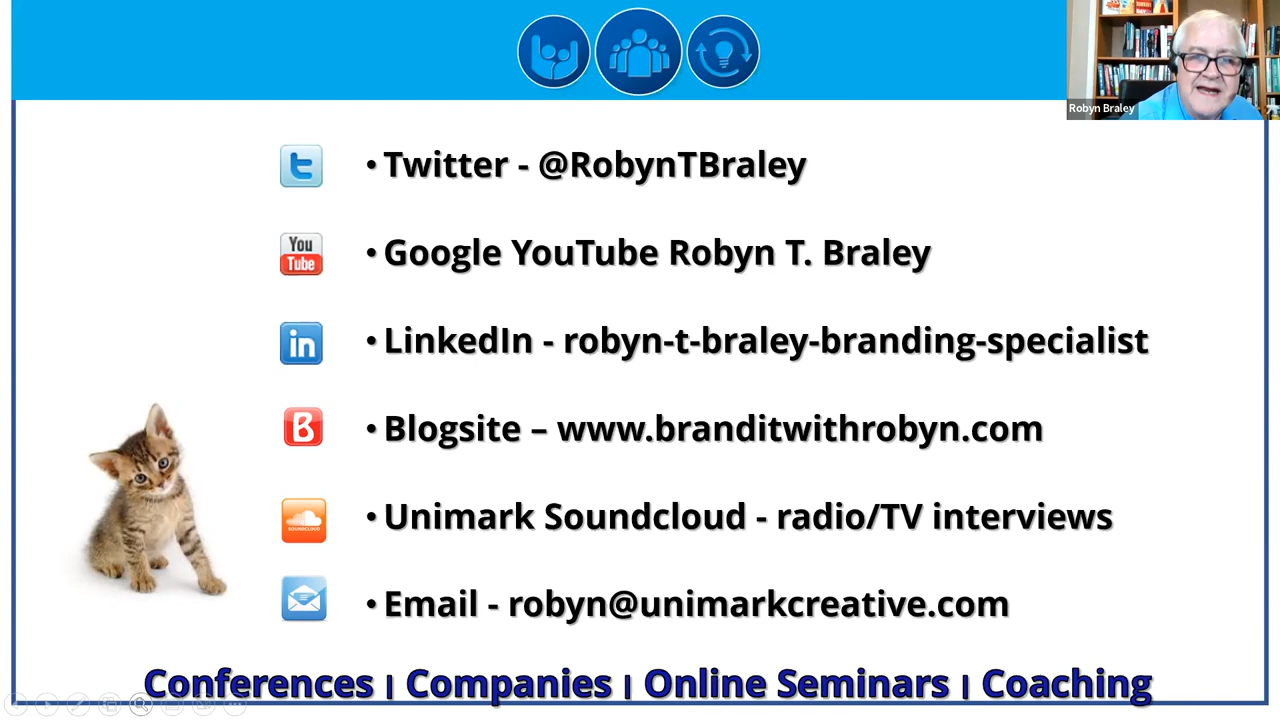 Robyn Braley
• Twitter - @RobynTBraley
You Tube
• Google YouTube Robyn T. Braley
in
• LinkedIn - robyn-t-braley-branding-specialist
B
• Blogsite – www.branditwithrobyn.com
SOUNDCLOUD
• Unimark Soundcloud - radio/TV interviews
• Email - robyn@unimarkcreative.com
Conferences | Companies | Online Seminars | Coaching